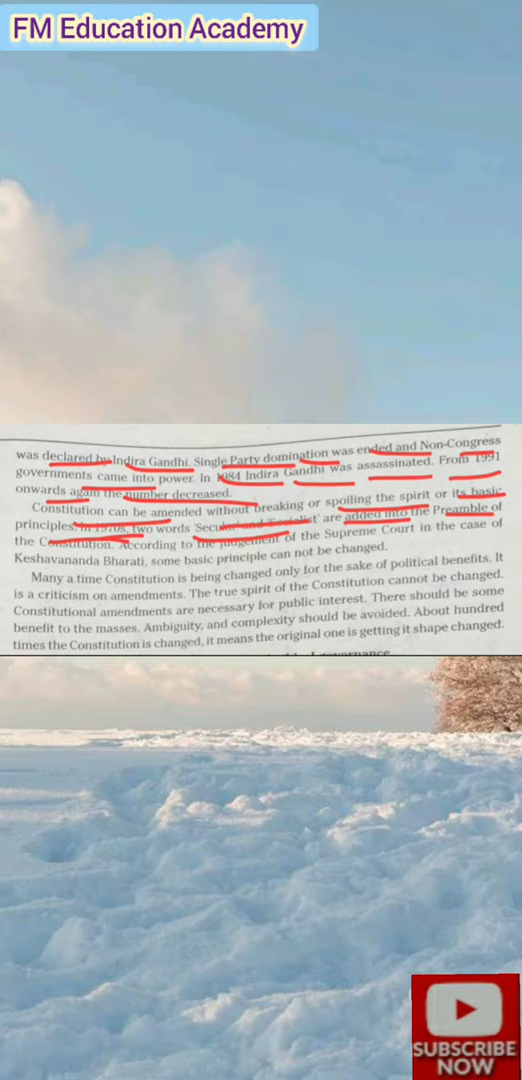 FM Education Academy
was declared by Indira Gandhi. Single Party domination was ended and Non-Congress
governments came into power. In 1984 Indira Gandhi was assassinated. From 1991
onwards again the number decreased.
Constitution can be amended without breaking or spoiling the spirit or its basic
principles. In 1970s, two words 'Secular' and 'Socialist' are added into the Preamble of
the Constitution. According to the judgement of the Supreme Court in the case of
Keshavananda Bharati, some basic principle can not be changed.
Many a time Constitution is being changed only for the sake of political benefits. It
is a criticism on amendments. The true spirit of the Constitution cannot be changed.
Constitutional amendments are necessary for public interest. There should be some
benefit to the masses. Ambiguity, and complexity should be avoided. About hundred
times the Constitution is changed, it means the original one is getting it shape changed.
SUBSCRIBE
NOW